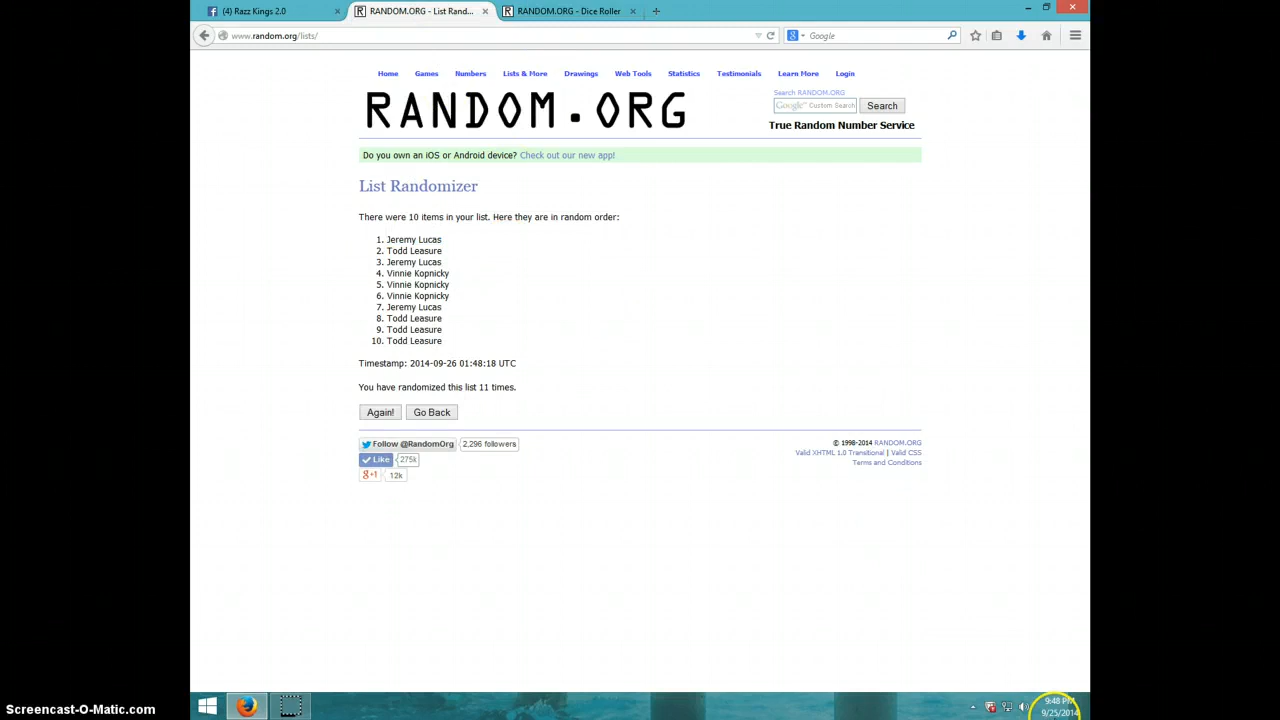 (4) Razz Kings 2.0
RANDOM.ORG - List Rand...
RANDOM.ORG - Dice Roller
www.random.org/lists/
Google
Home Games Numbers Lists & More Drawings Web Tools Statistics Testimonials Learn More Login
RANDOM.ORG
Search RANDOM.ORG
Google™ Custom Search Search
True Random Number Service
Do you own an iOS or Android device? Check out our new app!
List Randomizer
There were 10 items in your list. Here they are in random order:
1. Jeremy Lucas
2. Todd Leasure
3. Jeremy Lucas
4. Vinnie Kopnicky
5. Vinnie Kopnicky
6. Vinnie Kopnicky
7. Jeremy Lucas
8. Todd Leasure
9. Todd Leasure
10. Todd Leasure
Timestamp: 2014-09-26 01:48:18 UTC
You have randomized this list 11 times.
Again! Go Back
Follow @RandomOrg 2,296 followers
Like 275k
g+1 12k
© 1998-2014 RANDOM.ORG
Valid XHTML 1.0 Transitional | Valid CSS
Terms and Conditions
9:48 PM
9/25/2014
Screencast-O-Matic.com